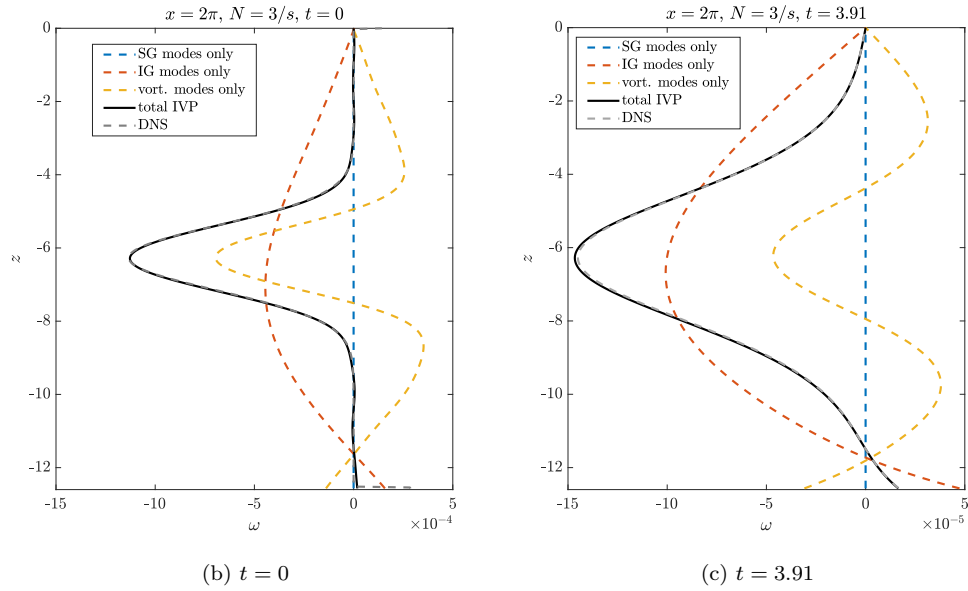 x = 2π, N = 3/s, t = 0
0
-2
-4
-6
-8
-10
-12
z
SG modes only
IG modes only
vort. modes only
total IVP
DNS
-15
-10
-5
0
5
ω
×10⁻⁴
(b) t = 0
x = 2π, N = 3/s, t = 3.91
0
-2
-4
-6
-8
-10
-12
z
SG modes only
IG modes only
vort. modes only
total IVP
DNS
-15
-10
-5
0
5
ω
×10⁻⁵
(c) t = 3.91